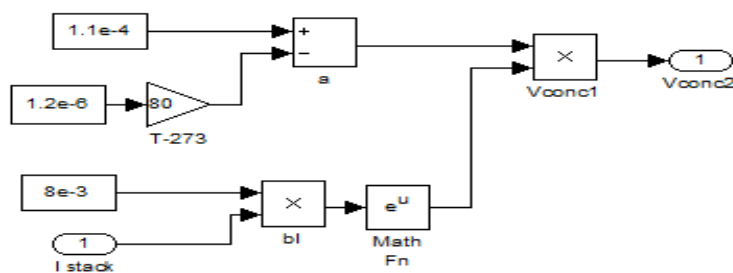 1.1e-4
+
−
a
1.2e-6
80
T-273
×
Vconc1
1
Vconc2
8e-3
×
bI
e^u
Math
Fn
1
I stack